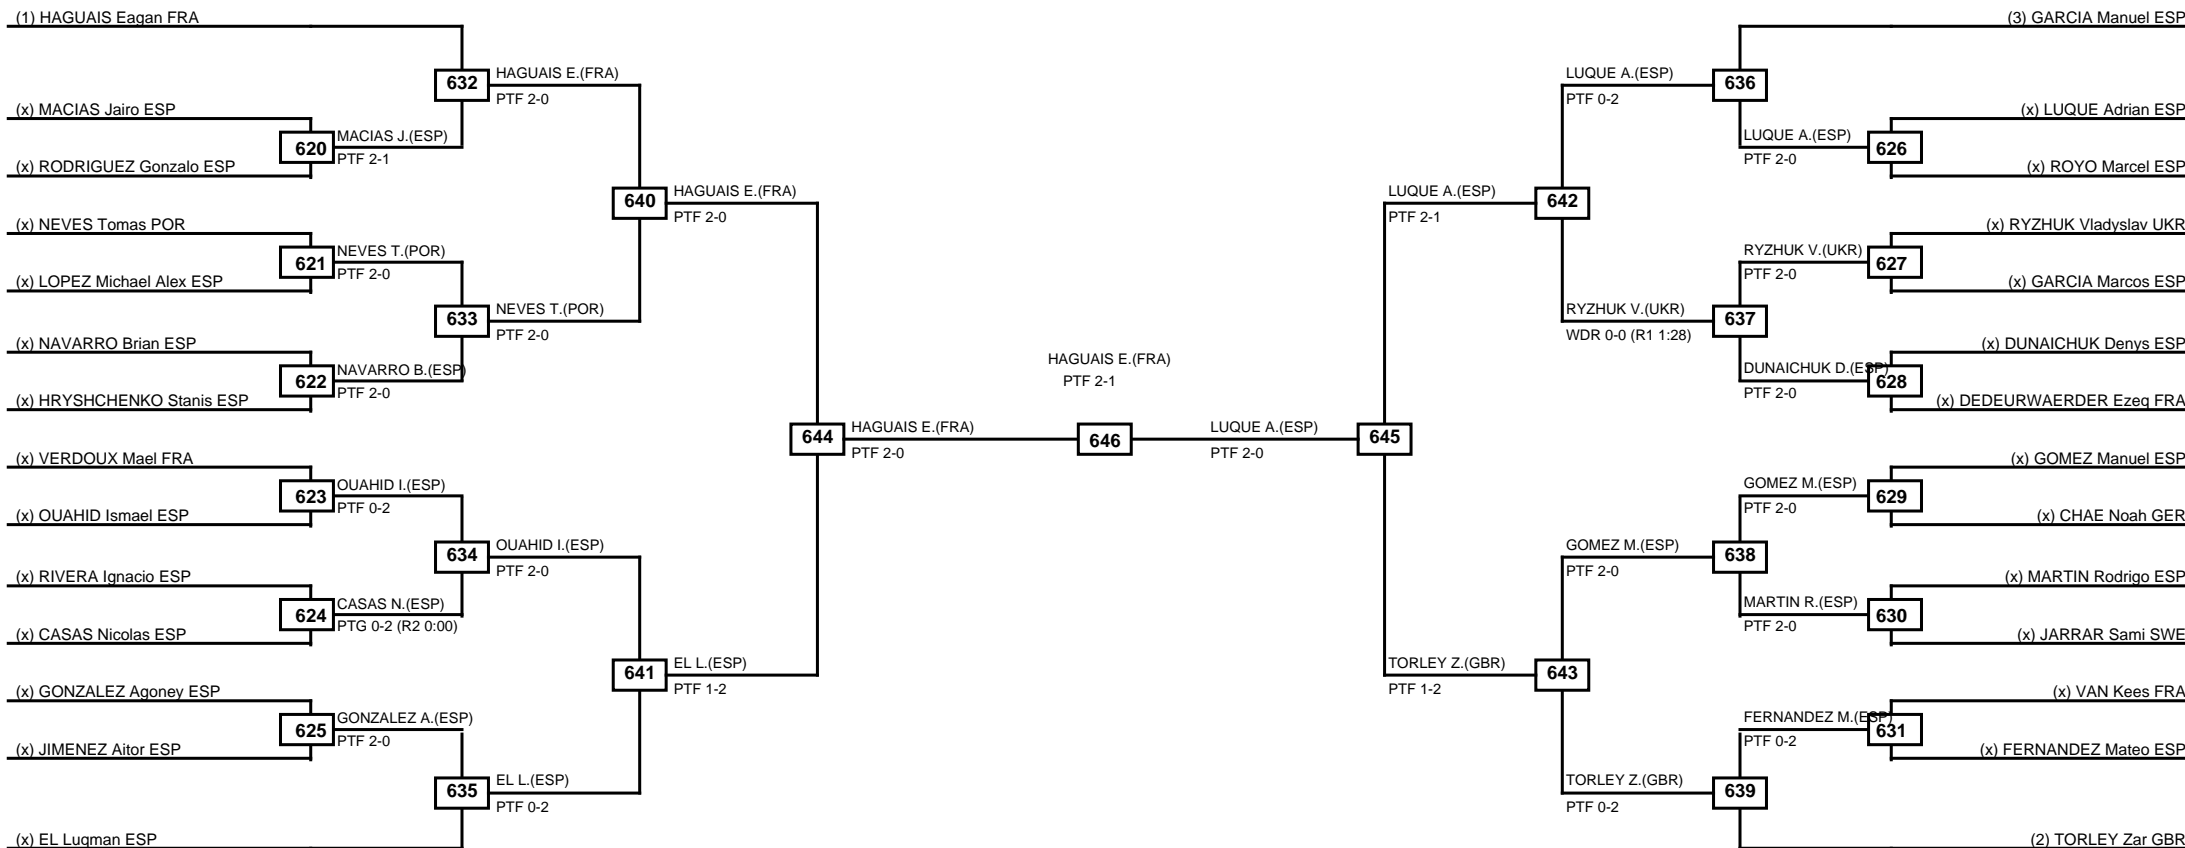 (1) HAGUAIS Eagan FRA
(x) MACIAS Jairo ESP
(x) RODRIGUEZ Gonzalo ESP
(x) NEVES Tomas POR
(x) LOPEZ Michael Alex ESP
(x) NAVARRO Brian ESP
(x) HRYSHCHENKO Stanis ESP
(x) VERDOUX Mael FRA
(x) OUAHID Ismael ESP
(x) RIVERA Ignacio ESP
(x) CASAS Nicolas ESP
(x) GONZALEZ Agoney ESP
(x) JIMENEZ Aitor ESP
(x) EL Luqman ESP
620
MACIAS J.(ESP)
PTF 2-1
621
NEVES T.(POR)
PTF 2-0
622
NAVARRO B.(ESP)
PTF 2-0
623
OUAHID I.(ESP)
PTF 0-2
624
CASAS N.(ESP)
PTG 0-2 (R2 0:00)
625
GONZALEZ A.(ESP)
PTF 2-0
632
HAGUAIS E.(FRA)
PTF 2-0
633
NEVES T.(POR)
PTF 2-0
634
OUAHID I.(ESP)
PTF 2-0
635
EL L.(ESP)
PTF 0-2
640
HAGUAIS E.(FRA)
PTF 2-0
641
EL L.(ESP)
PTF 1-2
644
HAGUAIS E.(FRA)
PTF 2-0
HAGUAIS E.(FRA)
PTF 2-1
646
LUQUE A.(ESP)
PTF 2-0
645
LUQUE A.(ESP)
PTF 2-1
642
TORLEY Z.(GBR)
PTF 1-2
643
LUQUE A.(ESP)
PTF 0-2
636
RYZHUK V.(UKR)
WDR 0-0 (R1 1:28)
637
GOMEZ M.(ESP)
PTF 2-0
638
TORLEY Z.(GBR)
PTF 0-2
639
LUQUE A.(ESP)
PTF 2-0
626
RYZHUK V.(UKR)
PTF 2-0
627
DUNAICHUK D.(ESP)
PTF 2-0
628
GOMEZ M.(ESP)
PTF 2-0
629
MARTIN R.(ESP)
PTF 2-0
630
FERNANDEZ M.(ESP)
PTF 0-2
631
(3) GARCIA Manuel ESP
(x) LUQUE Adrian ESP
(x) ROYO Marcel ESP
(x) RYZHUK Vladyslav UKR
(x) GARCIA Marcos ESP
(x) DUNAICHUK Denys ESP
(x) DEDEURWAERDER Ezeq FRA
(x) GOMEZ Manuel ESP
(x) CHAE Noah GER
(x) MARTIN Rodrigo ESP
(x) JARRAR Sami SWE
(x) VAN Kees FRA
(x) FERNANDEZ Mateo ESP
(2) TORLEY Zar GBR